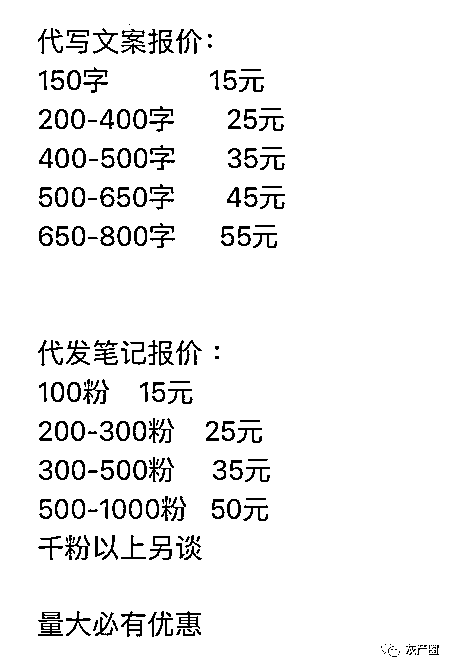 代写文案报价：
150字 15元
200-400字 25元
400-500字 35元
500-650字 45元
650-800字 55元
代发笔记报价：
100粉 15元
200-300粉 25元
300-500粉 35元
500-1000粉 50元
千粉以上另谈
量大必有优惠
灰产圈